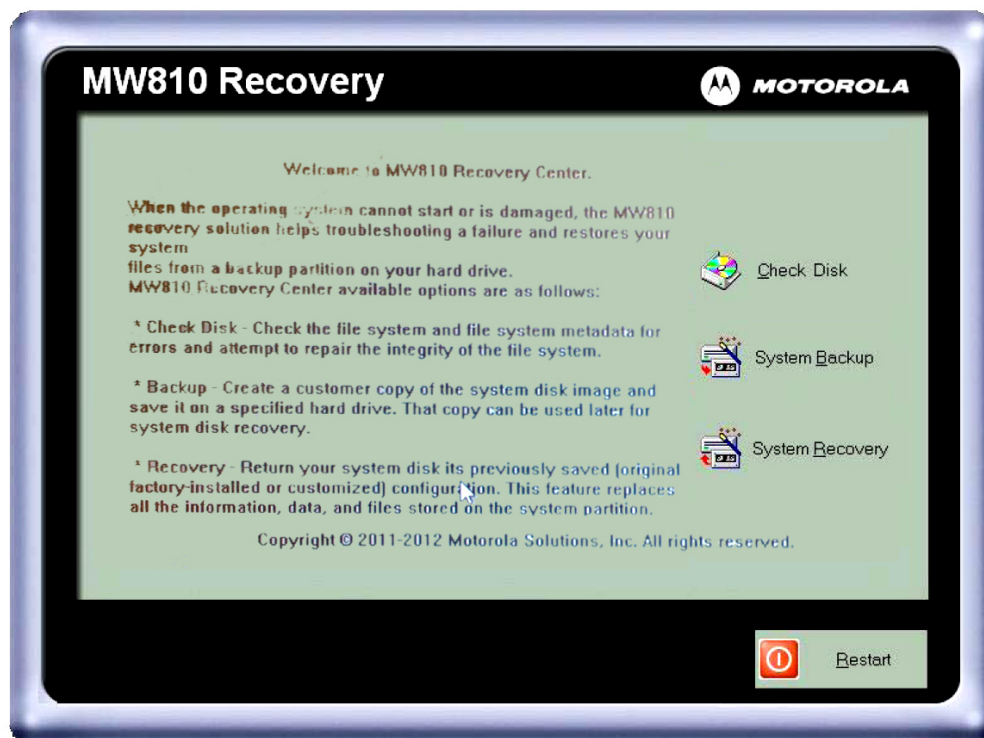 MW810 Recovery
MOTOROLA
Welcome to MW810 Recovery Center.
When the operating system cannot start or is damaged, the MW810
recovery solution helps troubleshooting a failure and restores your
system
files from a backup partition on your hard drive.
MW810 Recovery Center available options are as follows:
* Check Disk - Check the file system and file system metadata for
errors and attempt to repair the integrity of the file system.
* Backup - Create a customer copy of the system disk image and
save it on a specified hard drive. That copy can be used later for
system disk recovery.
* Recovery - Return your system disk its previously saved (original
factory-installed or customized) configuration. This feature replaces
all the information, data, and files stored on the system partition.
Copyright © 2011-2012 Motorola Solutions, Inc. All rights reserved.
Check Disk
System Backup
System Recovery
Restart